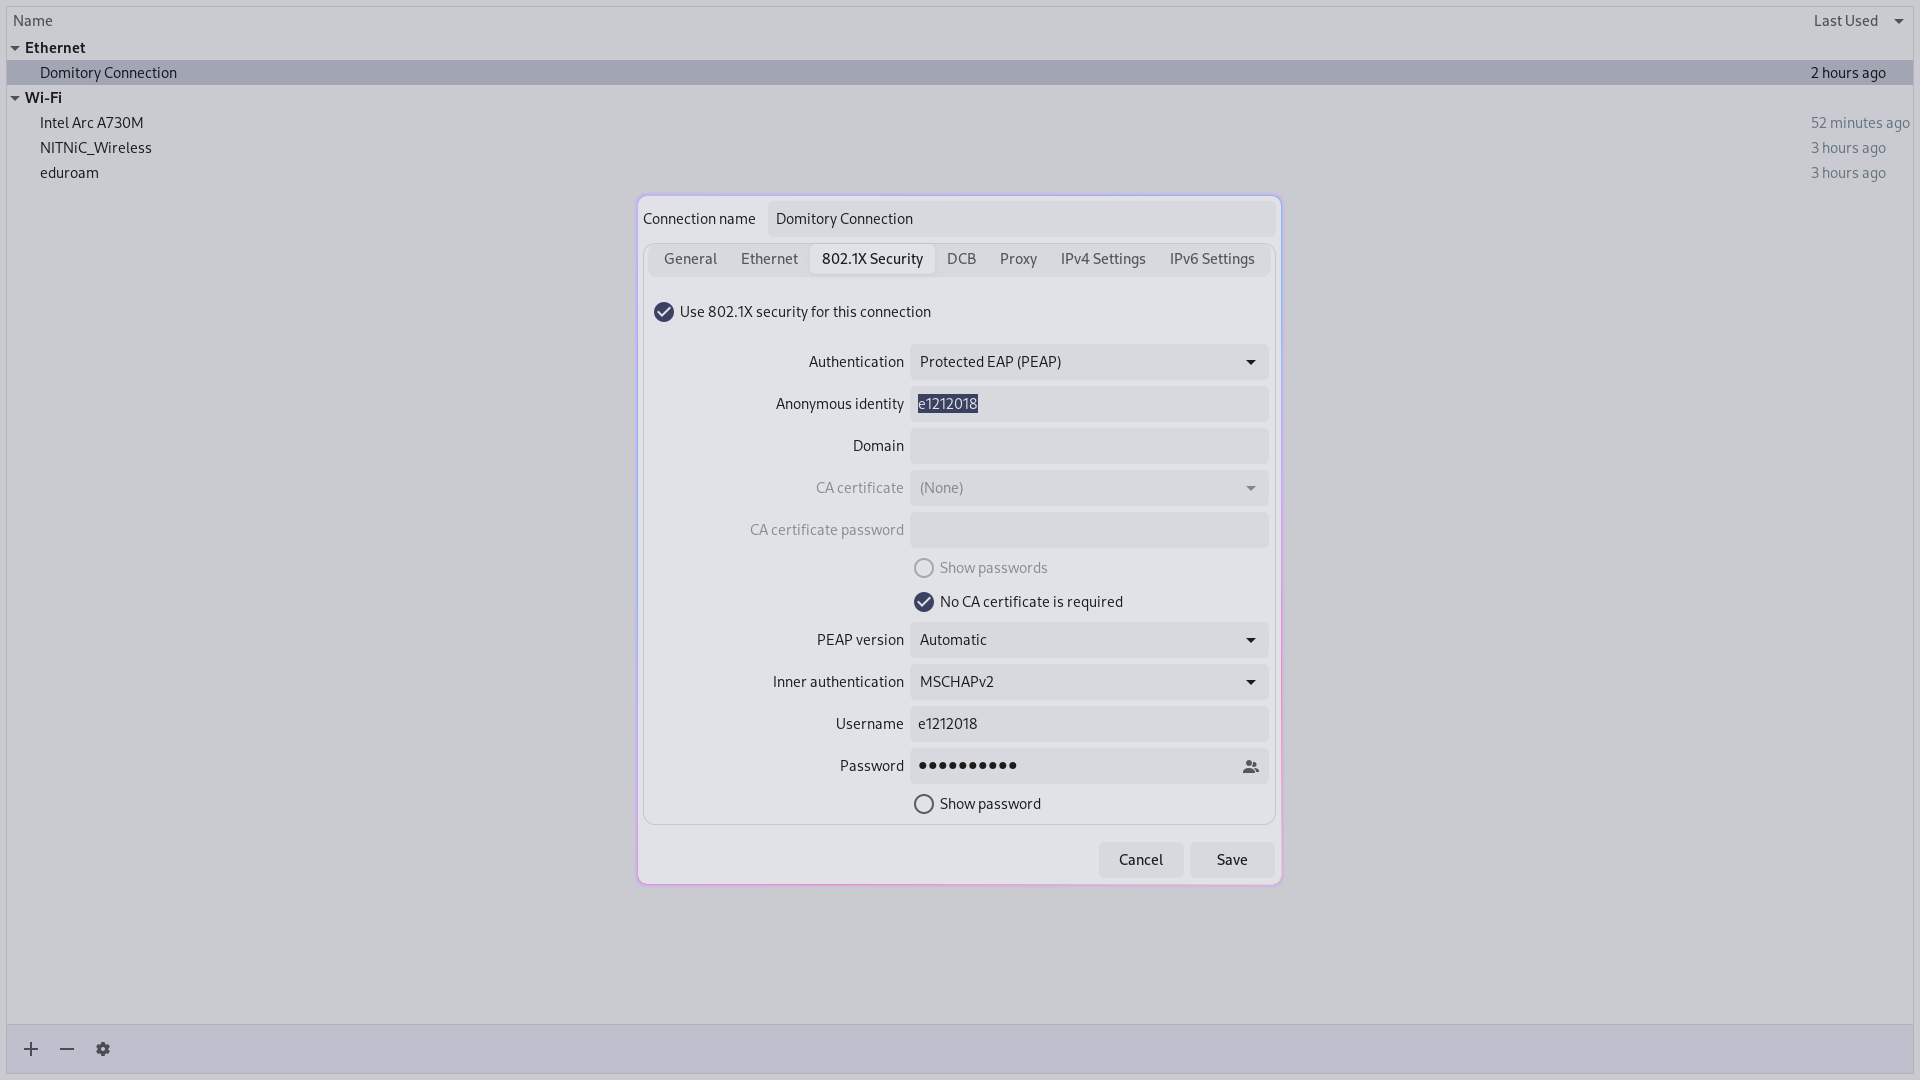 Name Last Used
Ethernet
Domitory Connection 2 hours ago
Wi-Fi
Intel Arc A730M 52 minutes ago
NITNiC_Wireless 3 hours ago
eduroam 3 hours ago
Connection name Domitory Connection
General Ethernet 802.1X Security DCB Proxy IPv4 Settings IPv6 Settings
Use 802.1X security for this connection
Authentication Protected EAP (PEAP)
Anonymous identity e1212018
Domain
CA certificate (None)
CA certificate password
Show passwords
No CA certificate is required
PEAP version Automatic
Inner authentication MSCHAPv2
Username e1212018
Password ●●●●●●●●●●
Show password
Cancel Save